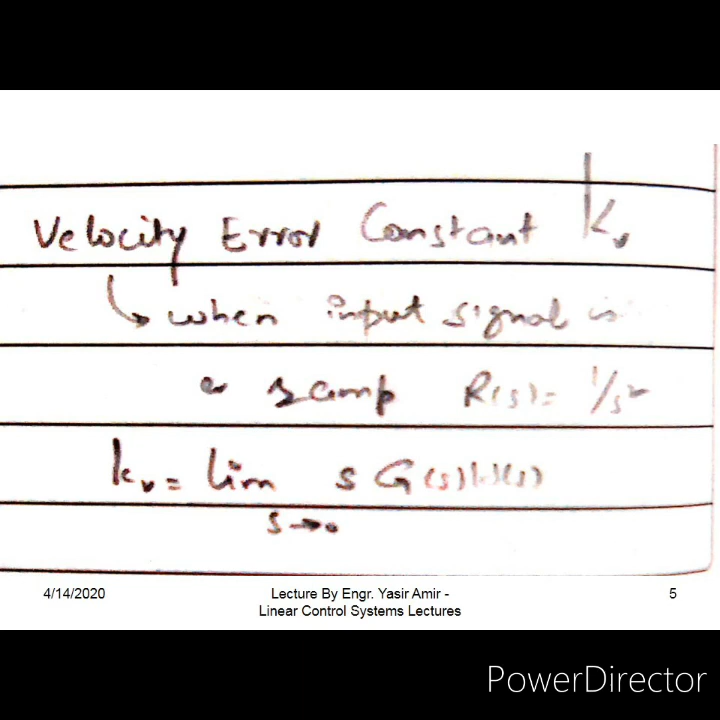 Velocity Error Constant Kv
↳ when input signal is
a ramp R(s) = 1/s²
kv = lim s G(s)H(s)
s→0
4/14/2020
Lecture By Engr. Yasir Amir -
Linear Control Systems Lectures
5
PowerDirector